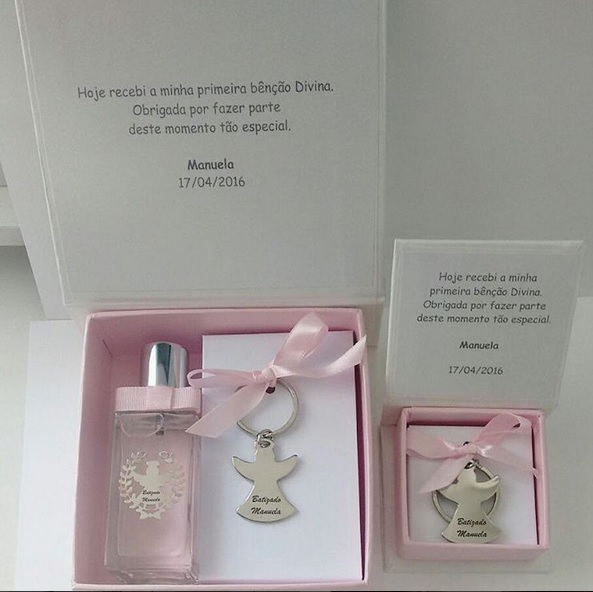 Hoje recebi a minha primeira bênção Divina.
Obrigada por fazer parte
deste momento tão especial.
Manuela
17/04/2016
Hoje recebi a minha
primeira bênção Divina.
Obrigada por fazer parte
deste momento tão especial.
Manuela
17/04/2016
Batizado
Manuela
Batizado
Manuela
Batizado
Manuela